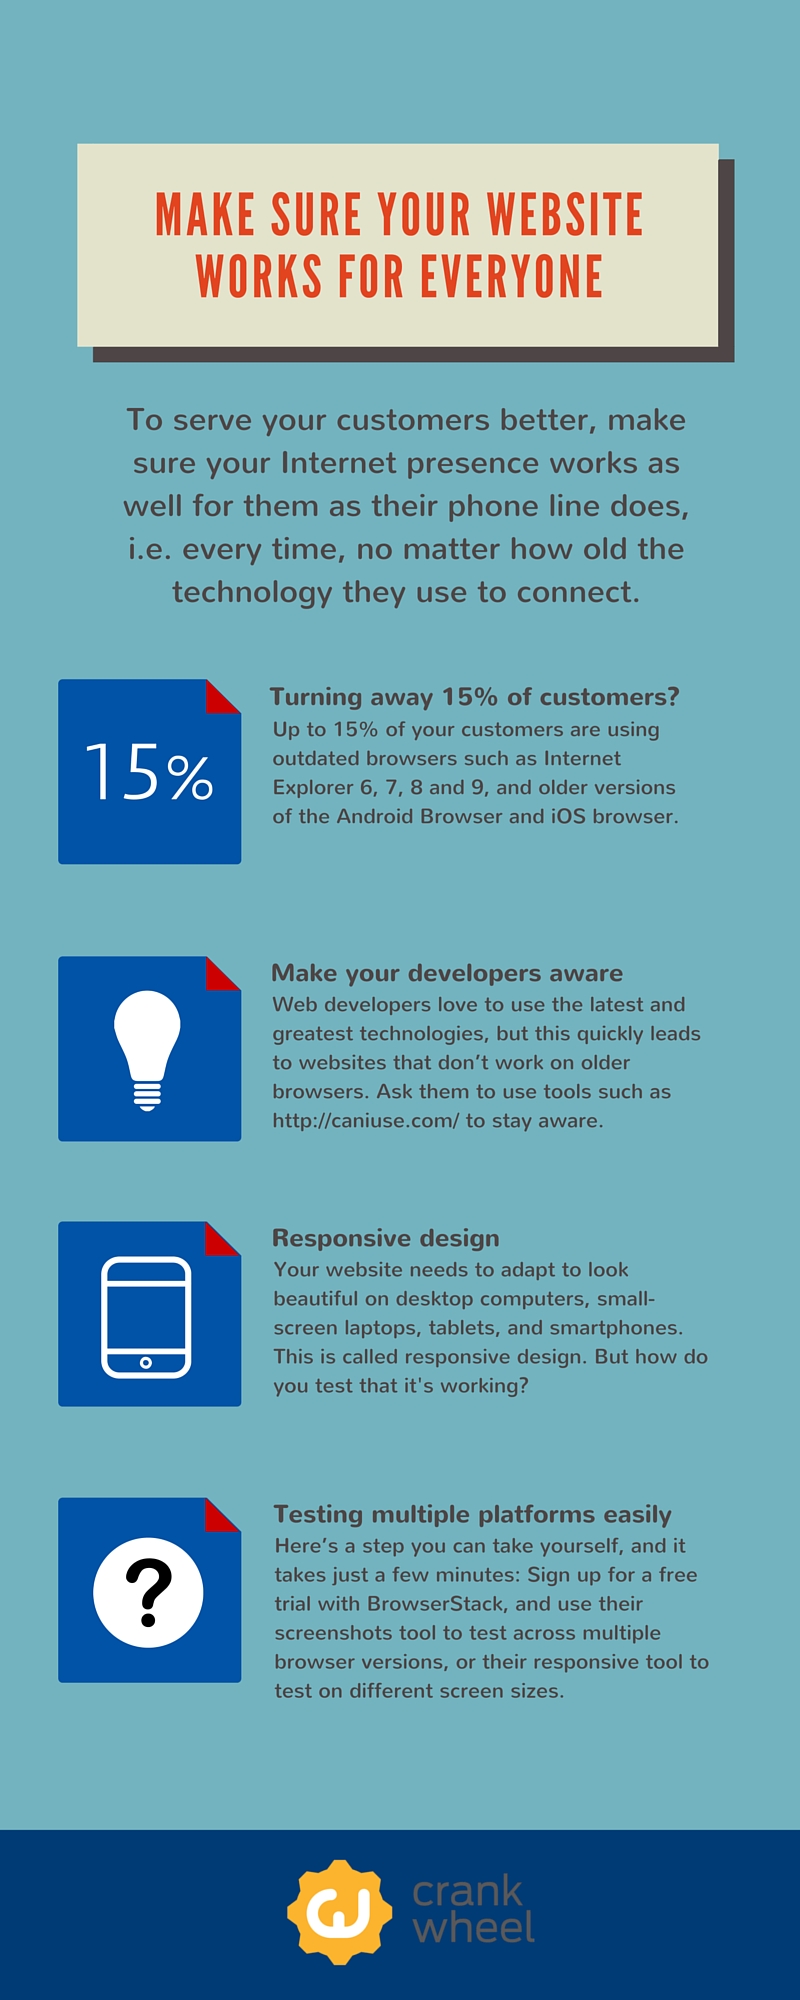 MAKE SURE YOUR WEBSITE
WORKS FOR EVERYONE
To serve your customers better, make
sure your Internet presence works as
well for them as their phone line does,
i.e. every time, no matter how old the
technology they use to connect.
15%
Turning away 15% of customers?
Up to 15% of your customers are using
outdated browsers such as Internet
Explorer 6, 7, 8 and 9, and older versions
of the Android Browser and iOS browser.
Make your developers aware
Web developers love to use the latest and
greatest technologies, but this quickly leads
to websites that don’t work on older
browsers. Ask them to use tools such as
http://caniuse.com/ to stay aware.
Responsive design
Your website needs to adapt to look
beautiful on desktop computers, small-
screen laptops, tablets, and smartphones.
This is called responsive design. But how do
you test that it's working?
?
Testing multiple platforms easily
Here’s a step you can take yourself, and it
takes just a few minutes: Sign up for a free
trial with BrowserStack, and use their
screenshots tool to test across multiple
browser versions, or their responsive tool to
test on different screen sizes.
crank
wheel